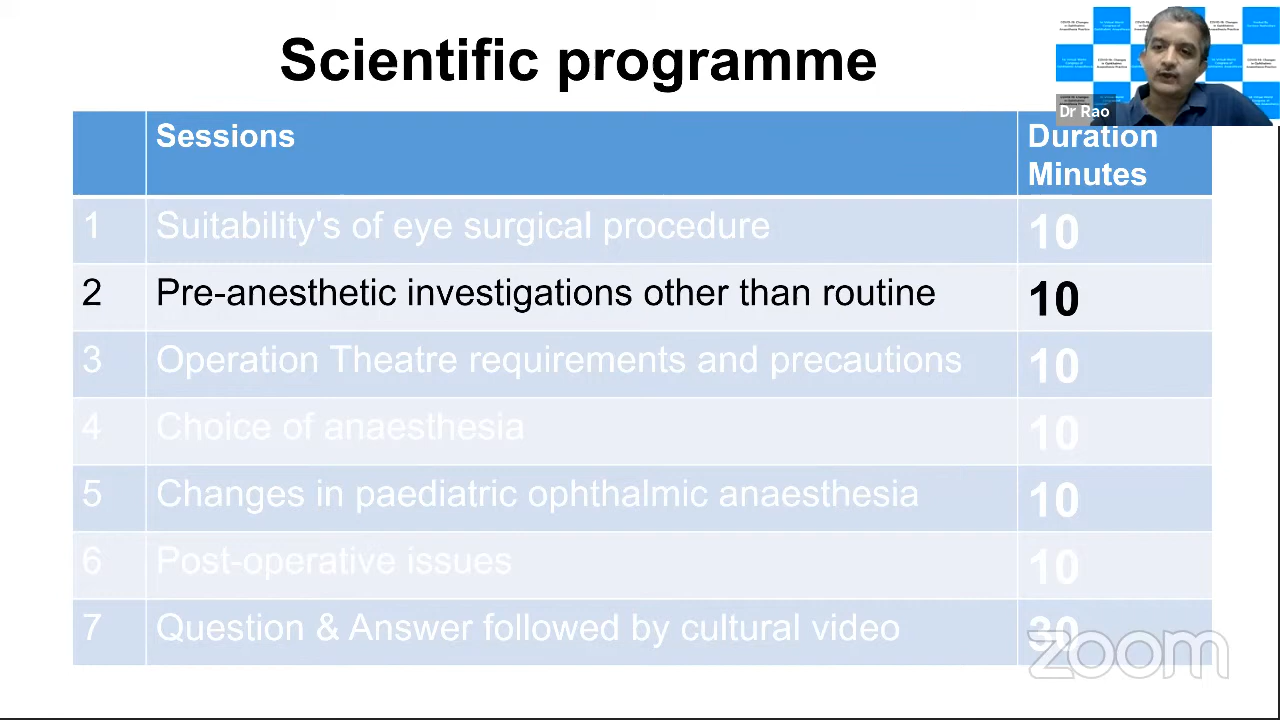 Scientific programme
Dr Rao
Sessions
Duration
Minutes
1 Suitability's of eye surgical procedure 10
2 Pre-anesthetic investigations other than routine 10
3 Operation Theatre requirements and precautions 10
4 Choice of anaesthesia 10
5 Changes in paediatric ophthalmic anaesthesia 10
6 Post-operative issues 10
7 Question & Answer followed by cultural video 30
zoom